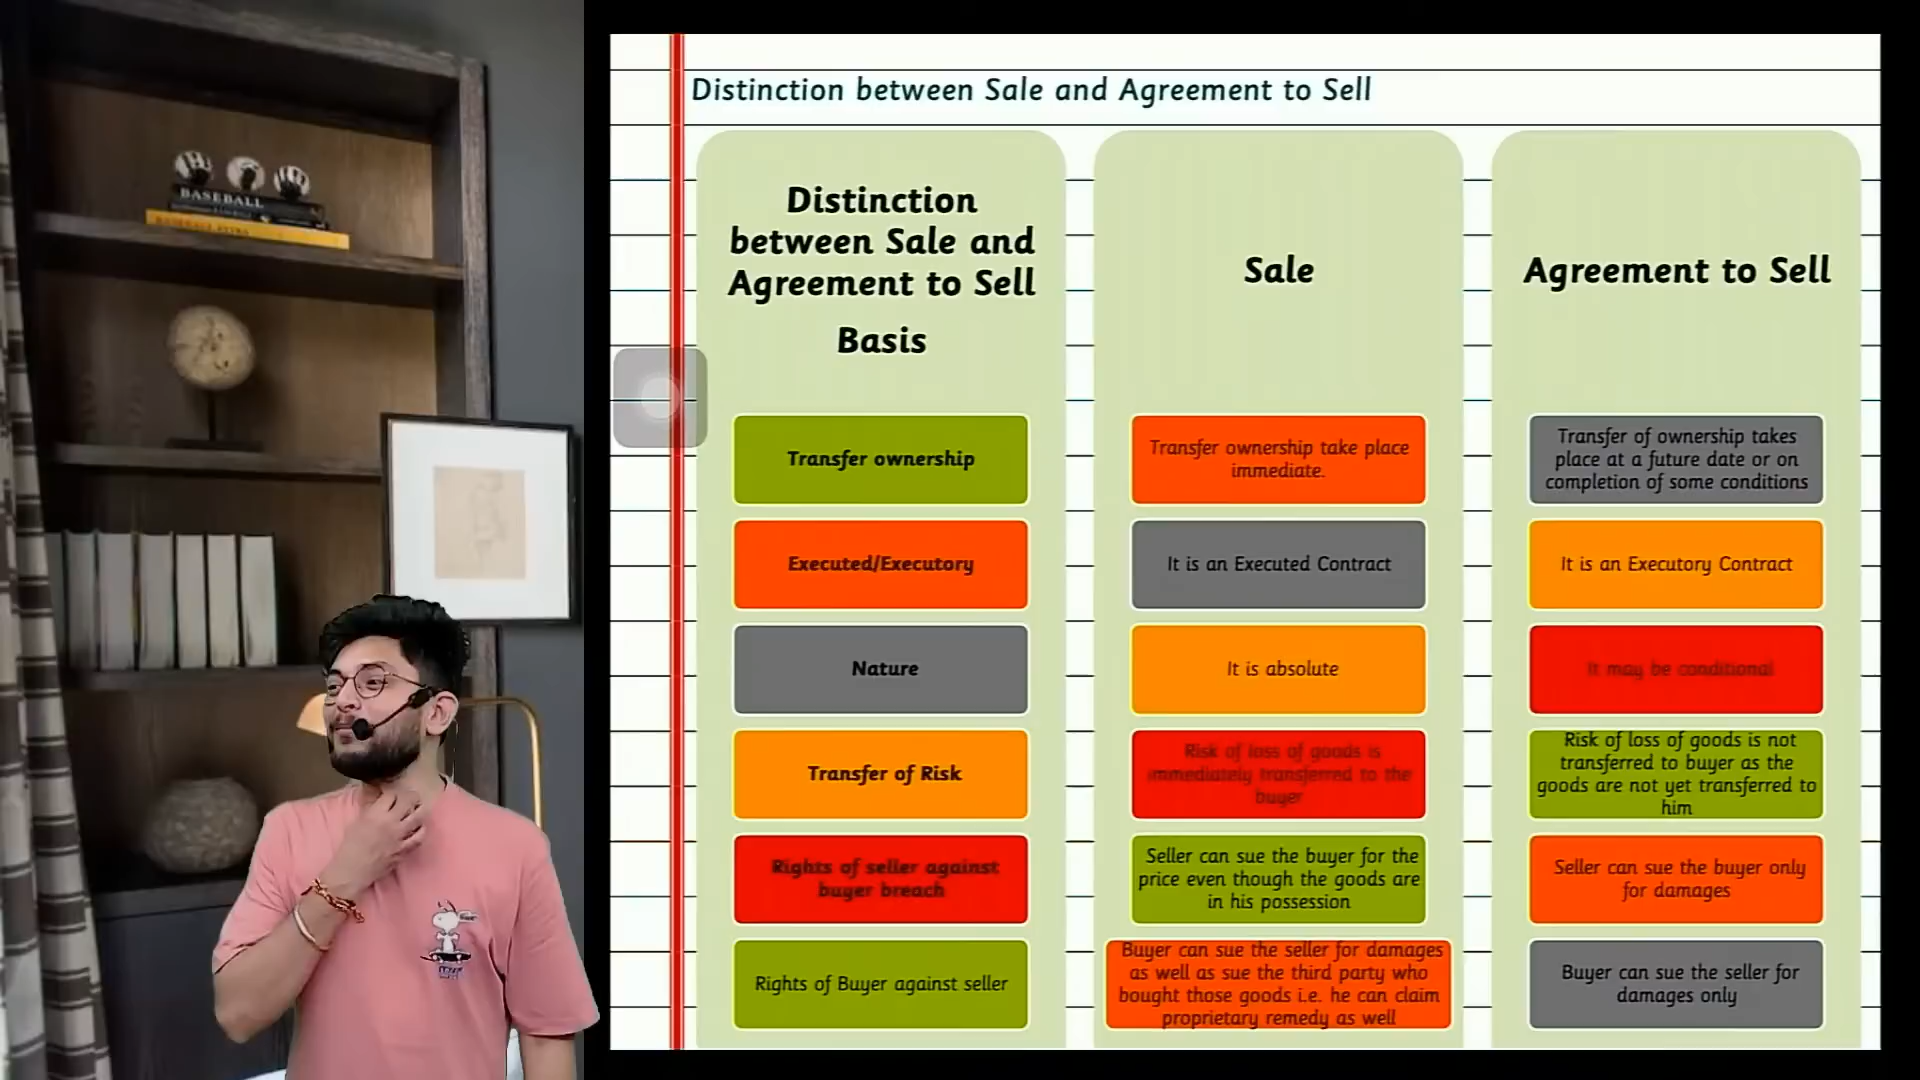 BASEBALL
Distinction between Sale and Agreement to Sell
Distinction
between Sale and
Agreement to Sell
Basis
Sale
Agreement to Sell
Transfer ownership
Transfer ownership take place
immediate.
Transfer of ownership takes
place at a future date or on
completion of some conditions
Executed/Executory
It is an Executed Contract
It is an Executory Contract
Nature
It is absolute
It may be conditional
Transfer of Risk
Risk of loss of goods is
immediately transferred to the
buyer
Risk of loss of goods is not
transferred to buyer as the
goods are not yet transferred to
him
Rights of seller against
buyer breach
Seller can sue the buyer for the
price even though the goods are
in his possession
Seller can sue the buyer only
for damages
Rights of Buyer against seller
Buyer can sue the seller for damages
as well as sue the third party who
bought those goods i.e. he can claim
proprietary remedy as well
Buyer can sue the seller for
damages only